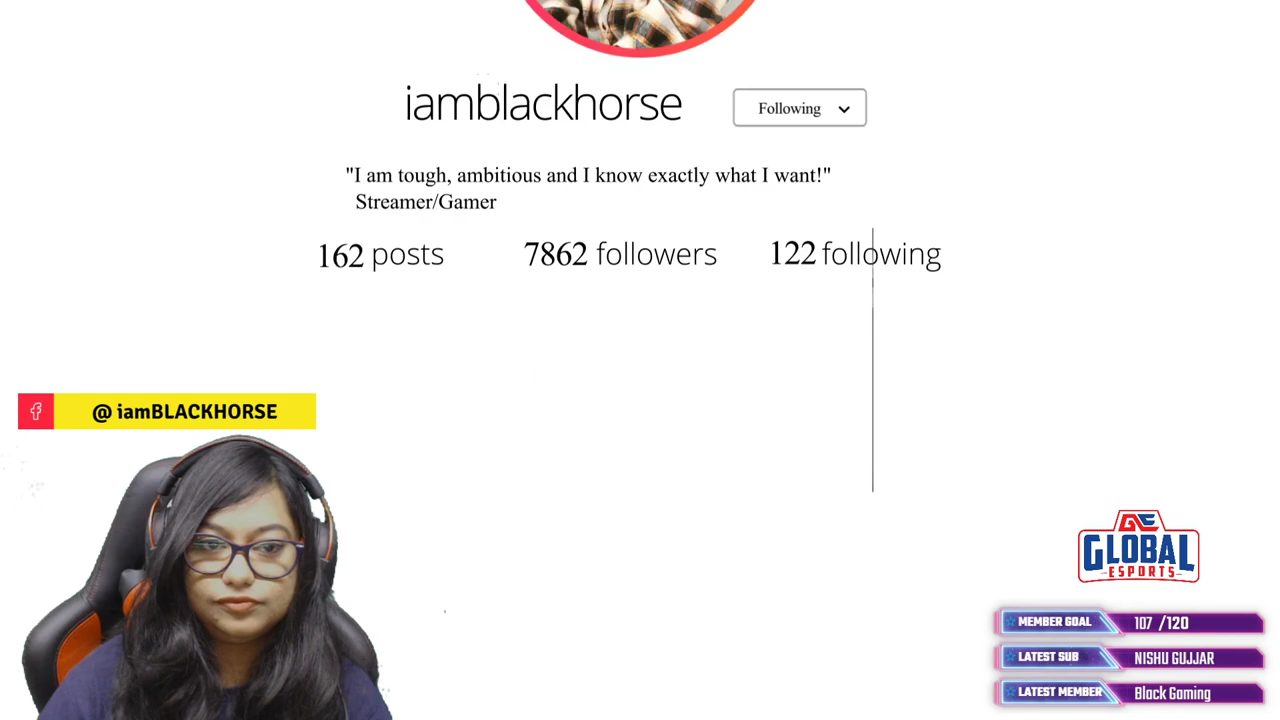 iamblackhorse
Following
"I am tough, ambitious and I know exactly what I want!"
Streamer/Gamer
162 posts 7862 followers 122 following
@ iamBLACKHORSE
GE
GLOBAL
ESPORTS
MEMBER GOAL 107 /120
LATEST SUB NISHU GUJJAR
LATEST MEMBER Black Gaming